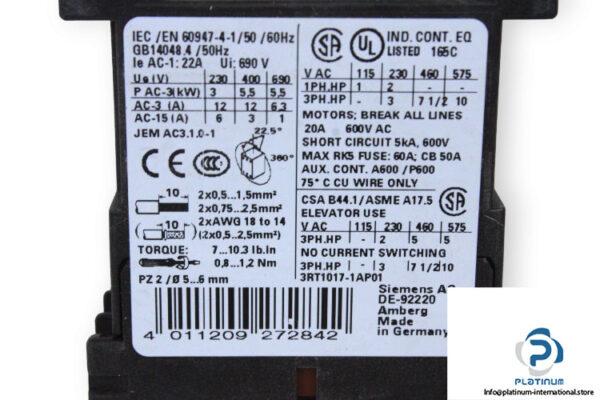 IEC /EN 60947-4-1/50 /60Hz
GB14048.4 /50Hz
Ie AC-1: 22A Ui: 690 V
Ue (V) 230 400 690
P AC-3(kW) 3 5,5 5,5
AC-3 (A) 12 12 6,3
AC-15 (A) 6 3 1
JEM AC3.1.0-1
22.5°
360°
CE CCC
10 2x0,5...1,5mm²
2x0,75...2,5mm²
2xAWG 18 to 14
10 (2x0,5...2,5mm²)
TORQUE: 7...10.3 lb.in
0,8...1,2 Nm
PZ 2 / Ø 5...6 mm
4 011209 272842
SA UL IND. CONT. EQ
LISTED 165C
V AC 115 230 460 575
1PH.HP 1 2 - -
3PH.HP - 3 7 1/2 10
MOTORS; BREAK ALL LINES
20A 600V AC
SHORT CIRCUIT 5kA, 600V
MAX RK5 FUSE: 60A; CB 50A
AUX. CONT. A600 /P600
75° C CU WIRE ONLY
CSA B44.1/ASME A17.5 SA
ELEVATOR USE
V AC 115 230 460 575
3PH.HP - 2 5 5
NO CURRENT SWITCHING
3PH.HP - 3 7 1/2 10
3RT1017-1AP01
Siemens AG
DE-92220
Amberg
Made
in Germany
PLATINUM
Info@platinum-international.store